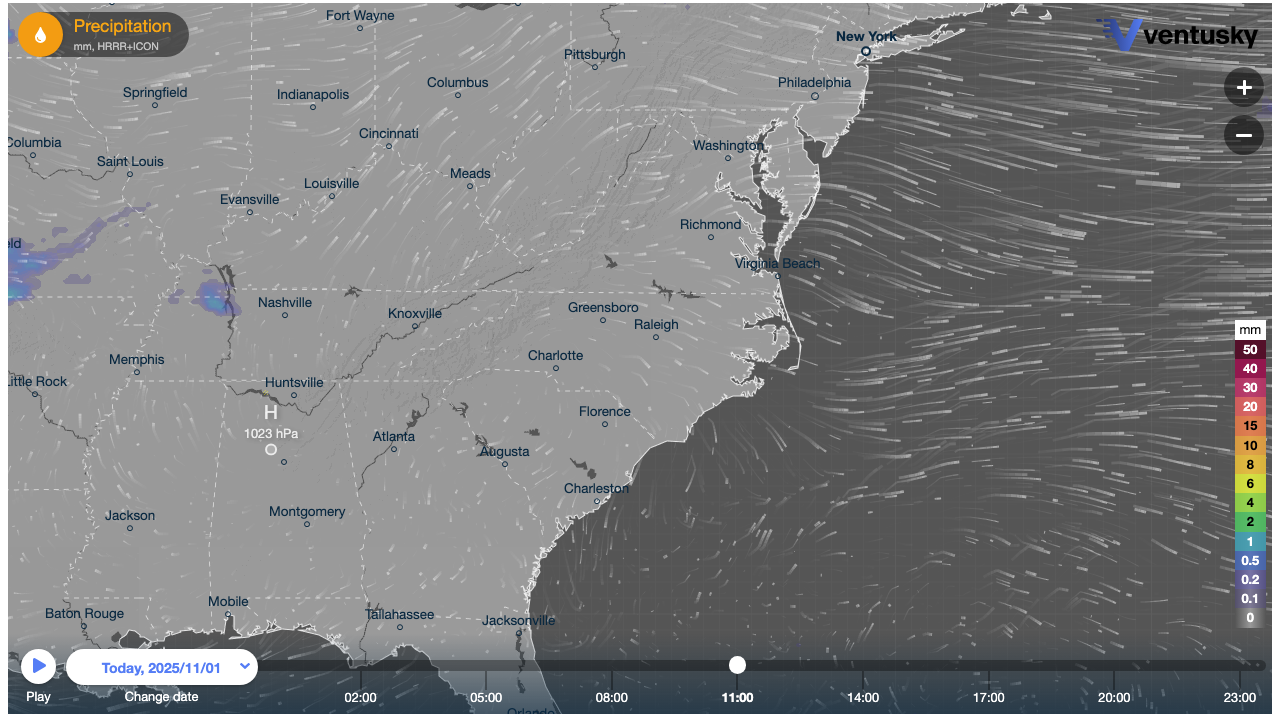 Precipitation
mm, HRRR+ICON
ventusky
Fort Wayne
New York
Pittsburgh
Philadelphia
Columbus
Springfield
Indianapolis
Cincinnati
Columbia
Washington
Saint Louis
Meads
Louisville
Evansville
Richmond
eld
Virginia Beach
Nashville
Knoxville
Greensboro
Raleigh
Memphis
Charlotte
Little Rock
Huntsville
H
1023 hPa
Florence
Atlanta
Augusta
Charleston
Jackson
Montgomery
Mobile
Baton Rouge
Tallahassee
Jacksonville
Orlando
mm
50
40
30
20
15
10
8
6
4
2
1
0.5
0.2
0.1
0
Today, 2025/11/01
Play
Change date
02:00
05:00
08:00
11:00
14:00
17:00
20:00
23:00